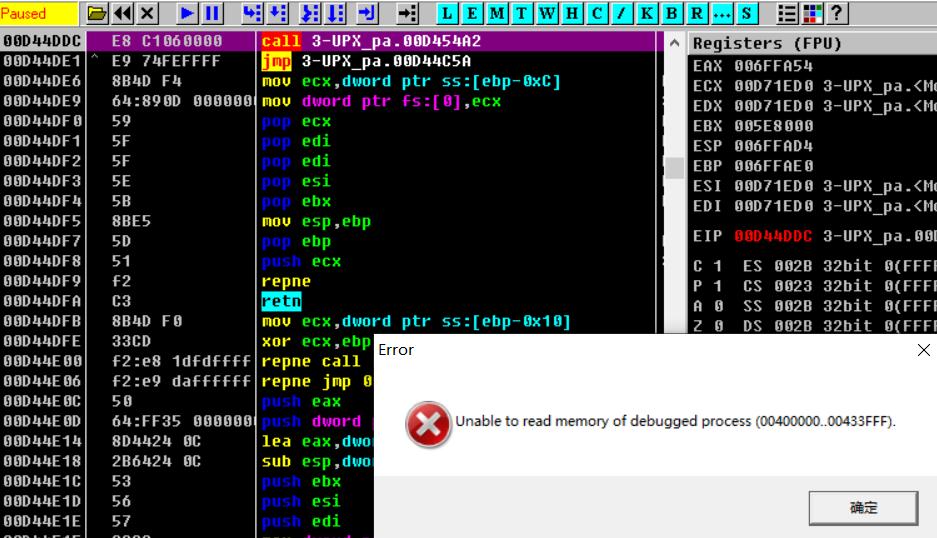 Paused
L E M T W H C / K B R ... S
?
00D44DDC E8 C1060000 call 3-UPX_pa.00D454A2
00D44DE1 ^ E9 74FEFFFF jmp 3-UPX_pa.00D44C5A
00D44DE6 8B4D F4 mov ecx,dword ptr ss:[ebp-0xC]
00D44DE9 64:890D 000000 mov dword ptr fs:[0],ecx
00D44DF0 59 pop ecx
00D44DF1 5F pop edi
00D44DF2 5F pop edi
00D44DF3 5E pop esi
00D44DF4 5B pop ebx
00D44DF5 8BE5 mov esp,ebp
00D44DF7 5D pop ebp
00D44DF8 51 push ecx
00D44DF9 f2 repne
00D44DFA C3 retn
00D44DFB 8B4D F0 mov ecx,dword ptr ss:[ebp-0x10]
00D44DFE 33CD xor ecx,ebp
00D44E00 f2:e8 1dfdffff repne call
00D44E06 f2:e9 daffffff repne jmp 0
00D44E0C 50 push eax
00D44E0D 64:FF35 000000 push dword
00D44E14 8D4424 0C lea eax,dwo
00D44E18 2B6424 0C sub esp,dwo
00D44E1C 53 push ebx
00D44E1D 56 push esi
00D44E1E 57 push edi
Registers (FPU)
EAX 006FFA54
ECX 00D71ED0 3-UPX_pa.<Mo
EDX 00D71ED0 3-UPX_pa.<Mo
EBX 005E8000
ESP 006FFAD4
EBP 006FFAE0
ESI 00D71ED0 3-UPX_pa.<Mo
EDI 00D71ED0 3-UPX_pa.<Mo
EIP 00D44DDC 3-UPX_pa.00D
C 1 ES 002B 32bit 0(FFFF
P 1 CS 0023 32bit 0(FFFF
A 0 SS 002B 32bit 0(FFFF
Z 0 DS 002B 32bit 0(FFFF
Error
Unable to read memory of debugged process (00400000..00433FFF).
确定